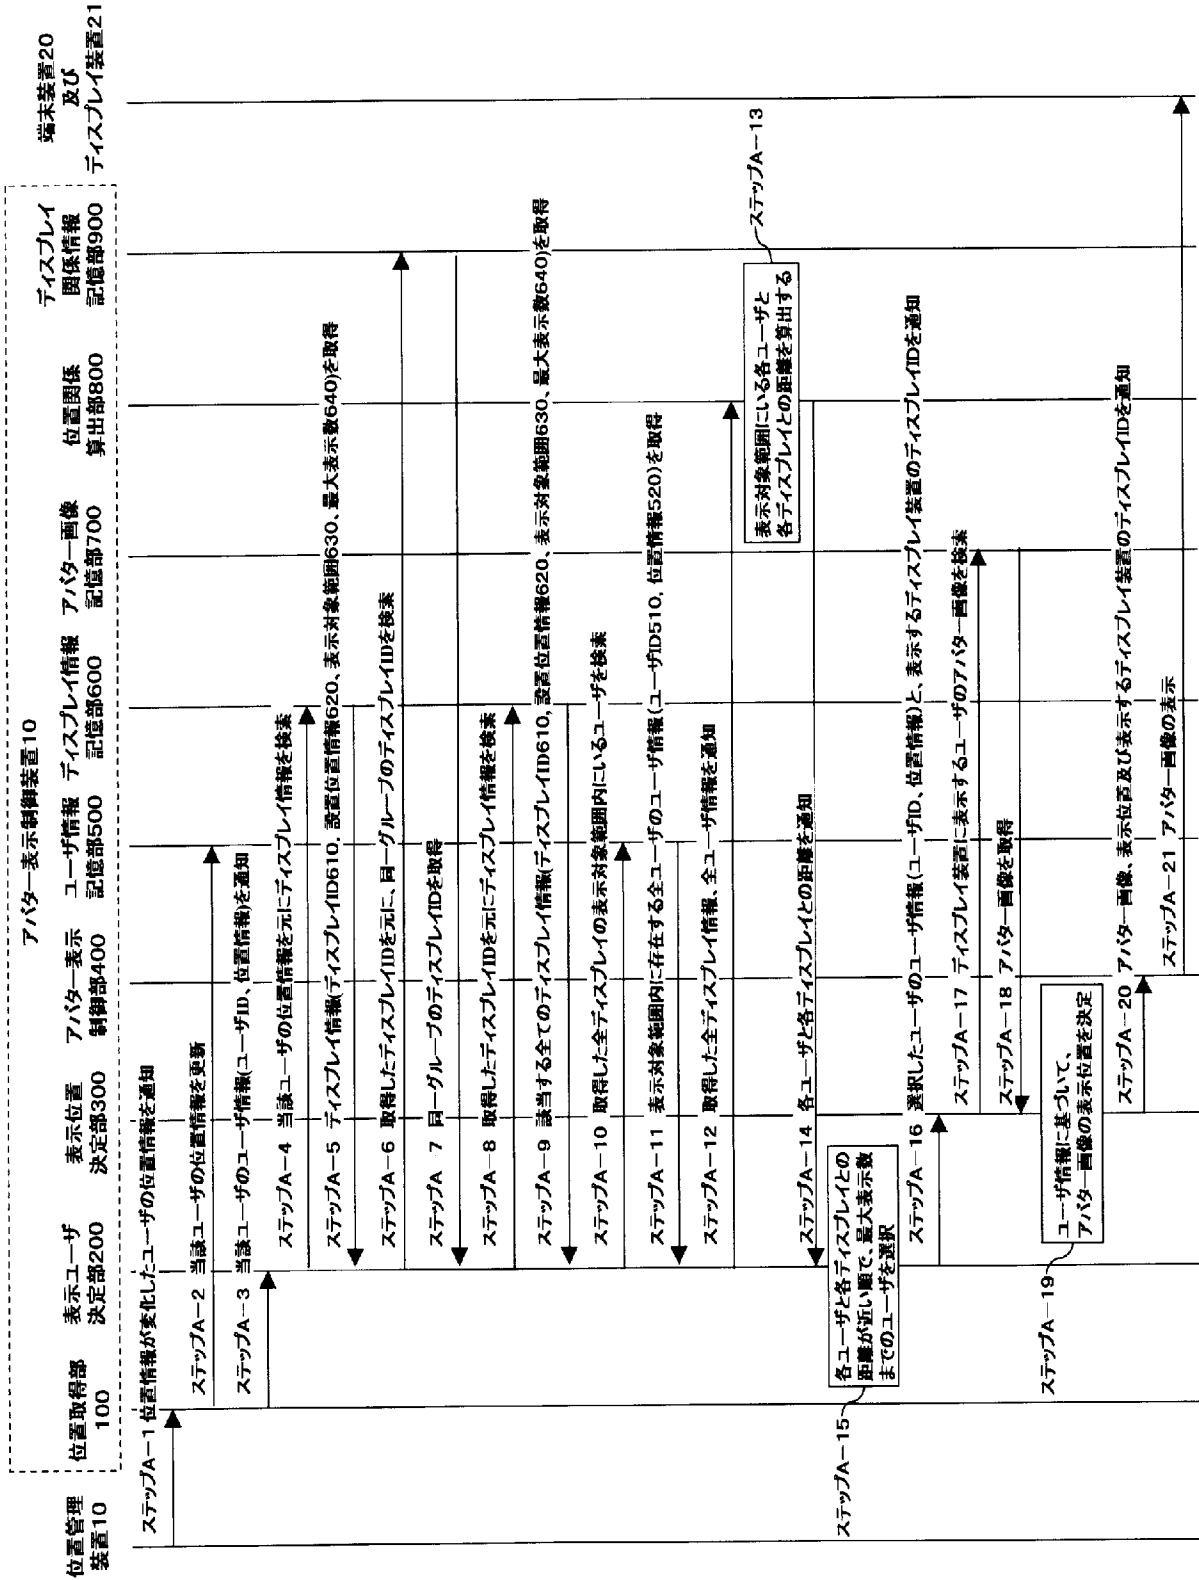 アバター表示制御装置10
位置管理
装置10
位置取得部
100
表示ユーザ
決定部200
表示位置
決定部300
アバター表示
制御部400
ユーザ情報
記憶部500
ディスプレイ情報
記憶部600
アバター画像
記憶部700
位置関係
算出部800
ディスプレイ
関係情報
記憶部900
端末装置20
及び
ディスプレイ装置21
ステップA－1 位置情報が変化したユーザの位置情報を通知
ステップA－2 当該ユーザの位置情報を更新
ステップA－3 当該ユーザのユーザ情報(ユーザID、位置情報)を通知
ステップA－4 当該ユーザの位置情報を元にディスプレイ情報を検索
ステップA－5 ディスプレイ情報(ディスプレイID610, 設置位置情報620、表示対象範囲630、最大表示数640)を取得
ステップA－6 取得したディスプレイIDを元に、同一グループのディスプレイIDを検索
ステップA 7 同一グループのディスプレイIDを取得
ステップA－8 取得したディスプレイIDを元にディスプレイ情報を検索
ステップA－9 該当する全てのディスプレイ情報(ディスプレイID610, 設置位置情報620、表示対象範囲630、最大表示数640)を取得
ステップA－10 取得した全ディスプレイの表示対象範囲内にいるユーザを検索
ステップA－11 表示対象範囲内に存在する全ユーザのユーザ情報(ユーザID510, 位置情報520)を取得
ステップA－12 取得した全ディスプレイ情報、全ユーザ情報を通知
ステップA－13
表示対象範囲にいる各ユーザと
各ディスプレイとの距離を算出する
ステップA－14 各ユーザと各ディスプレイとの距離を通知
ステップA－15
各ユーザと各ディスプレイとの
距離が近い順で、最大表示数
までのユーザを選択
ステップA－16 選択したユーザのユーザ情報(ユーザID、位置情報)と、表示するディスプレイ装置のディスプレイIDを通知
ステップA－17 ディスプレイ装置に表示するユーザのアバター画像を検索
ステップA－18 アバター画像を取得
ステップA－19
ユーザ情報に基づいて、
アバター画像の表示位置を決定
ステップA－20 アバター画像、表示位置及び表示するディスプレイ装置のディスプレイIDを通知
ステップA－21 アバター画像の表示